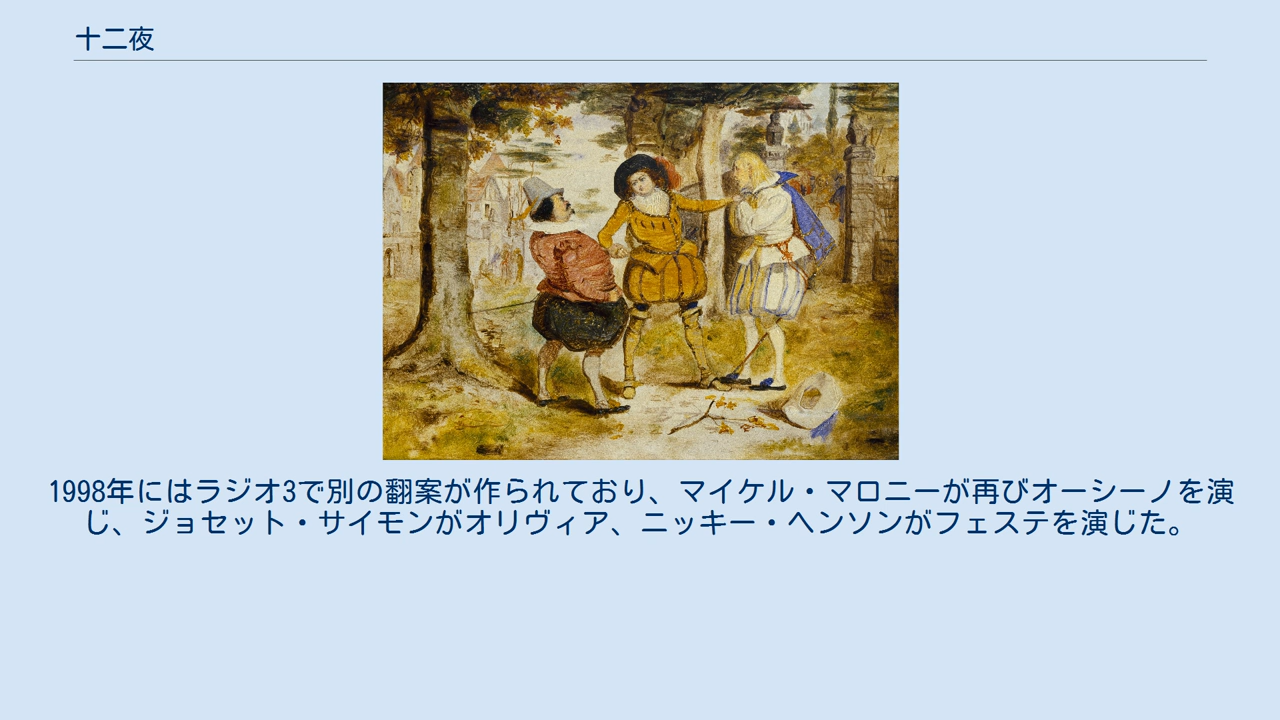 十二夜
1998年にはラジオ3で別の翻案が作られており、マイケル・マロニーが再びオーシーノを演
じ、ジョセット・サイモンがオリヴィア、ニッキー・ヘンソンがフェステを演じた。